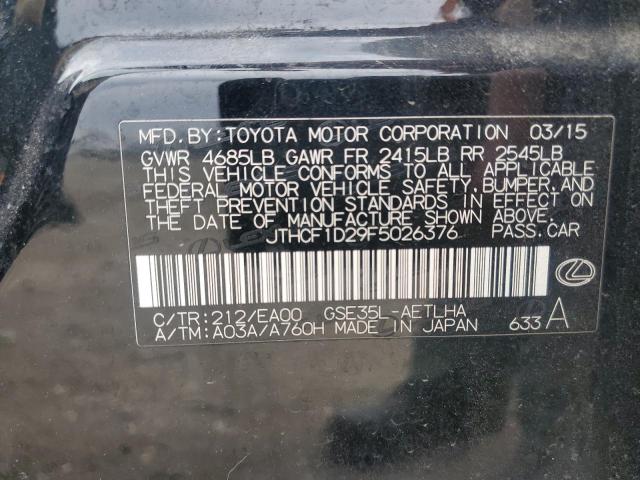 MFD.BY:TOYOTA MOTOR CORPORATION 03/15
GVWR 4685LB GAWR FR 2415LB RR 2545LB
THIS VEHICLE CONFORMS TO ALL APPLICABLE
FEDERAL MOTOR VEHICLE SAFETY,BUMPER,AND
THEFT PREVENTION STANDARDS IN EFFECT ON
THE DATE OF MANUFACTURE SHOWN ABOVE.
JTHCF1D29F5026376 PASS.CAR
C/TR:212/EA00 GSE35L-AETLHA
A/TM:A03A/A760H MADE IN JAPAN 633 A